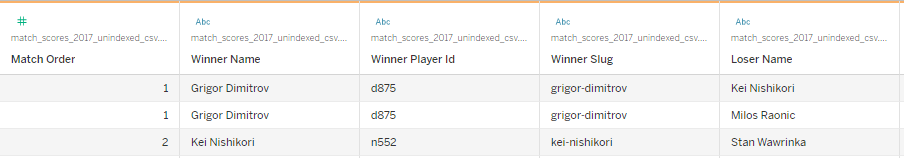 # Abc Abc Abc Abc
match_scores_2017_unindexed_csv.... match_scores_2017_unindexed_csv.... match_scores_2017_unindexed_csv.... match_scores_2017_unindexed_csv.... match_scores_2017_unindexed_csv....
Match Order Winner Name Winner Player Id Winner Slug Loser Name
1 Grigor Dimitrov d875 grigor-dimitrov Kei Nishikori
1 Grigor Dimitrov d875 grigor-dimitrov Milos Raonic
2 Kei Nishikori n552 kei-nishikori Stan Wawrinka